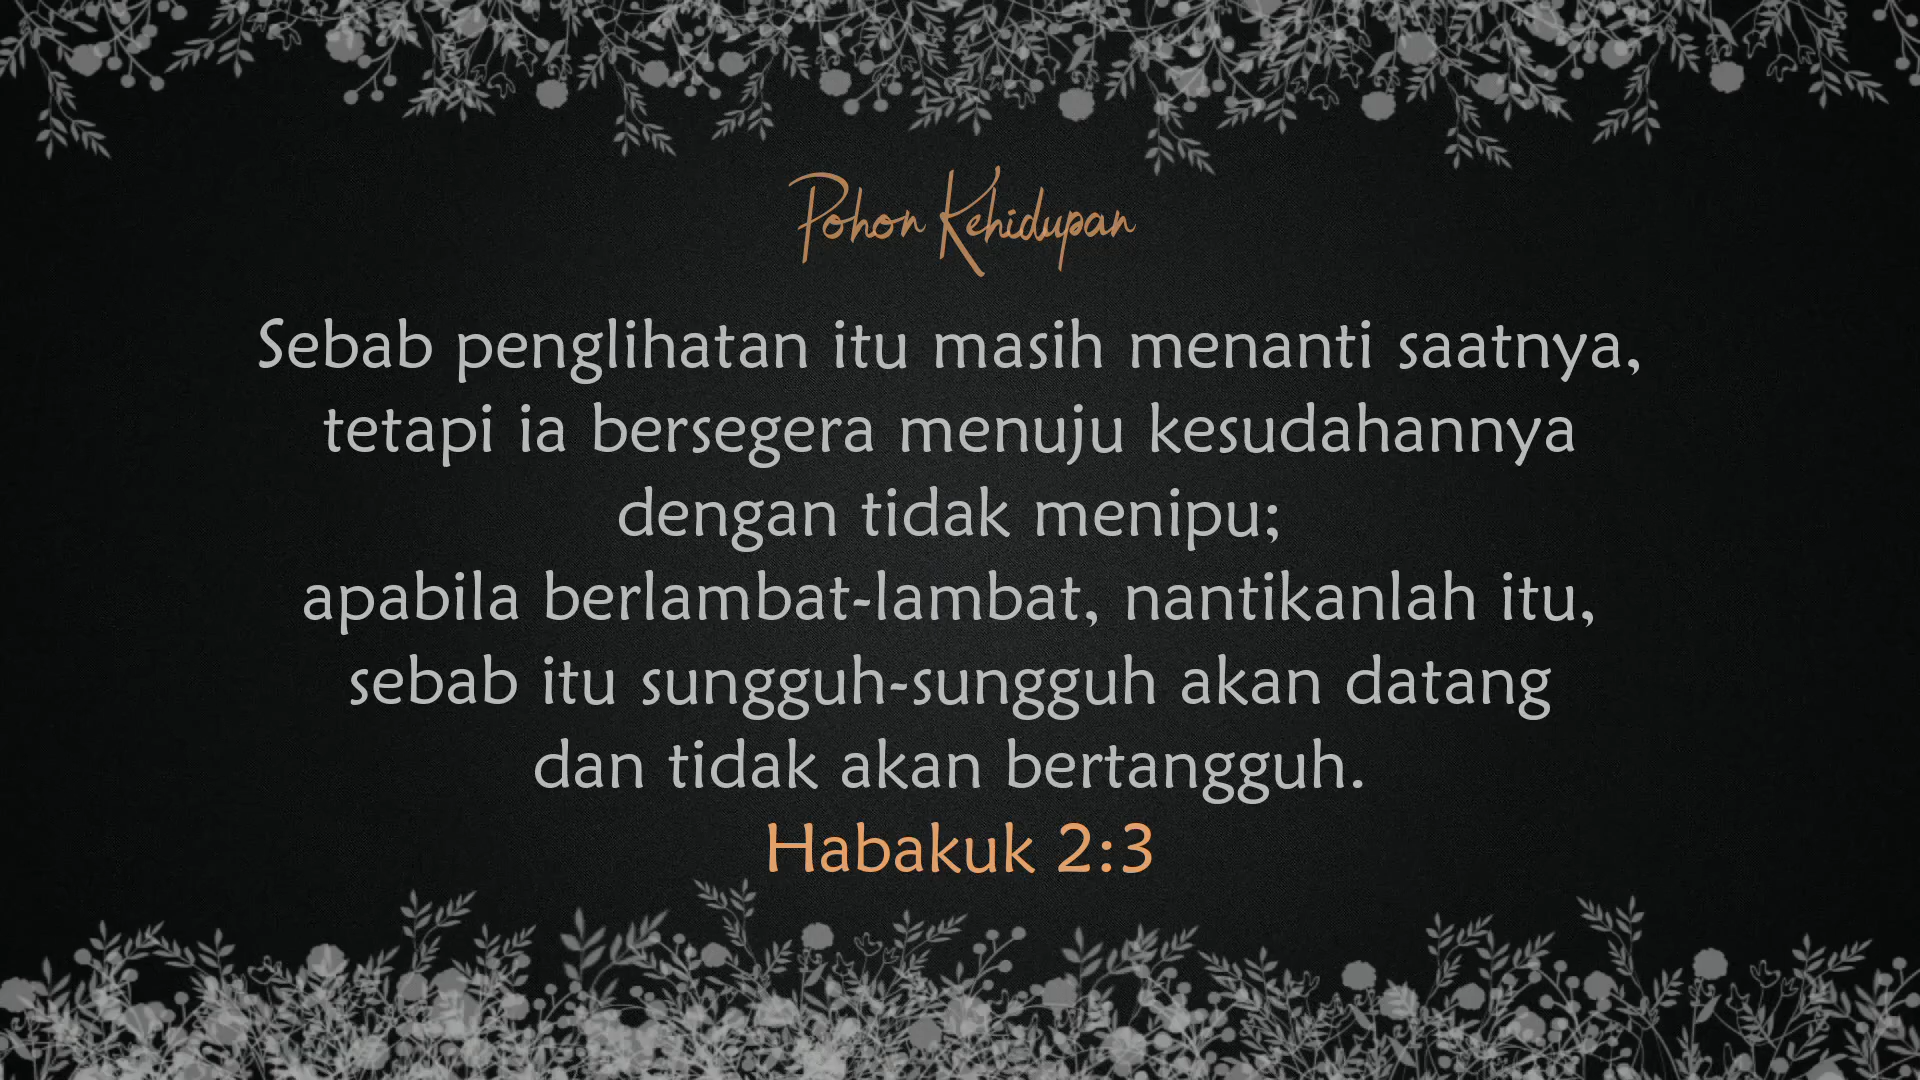 Pohon Kehidupan
Sebab penglihatan itu masih menanti saatnya,
tetapi ia bersegera menuju kesudahannya
dengan tidak menipu;
apabila berlambat-lambat, nantikanlah itu,
sebab itu sungguh-sungguh akan datang
dan tidak akan bertangguh.
Habakuk 2:3